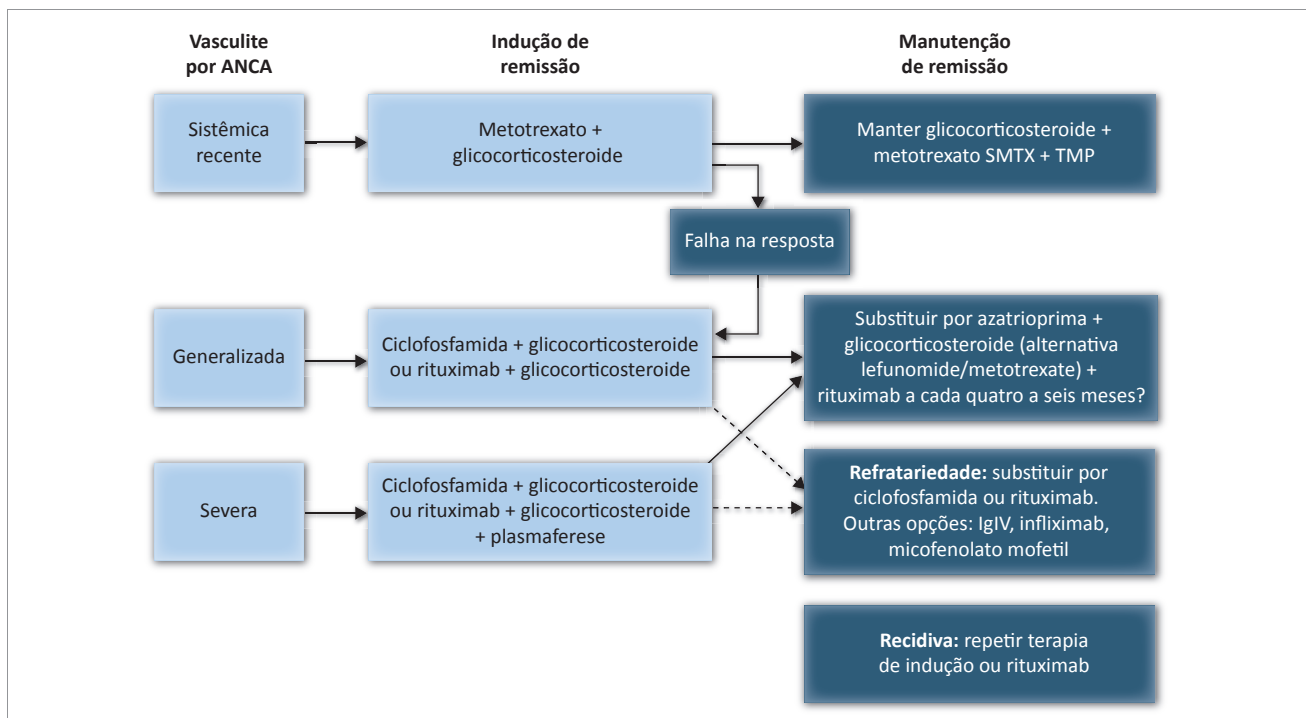 Vasculite
por ANCA
Indução de
remissão
Manutenção
de remissão
Sistêmica
recente
Metotrexato +
glicocorticosteroide
Manter glicocorticosteroide +
metotrexato SMTX + TMP
Falha na resposta
Generalizada
Ciclofosfamida + glicocorticosteroide
ou rituximab + glicocorticosteroide
Substituir por azatrioprima +
glicocorticosteroide (alternativa
lefunomide/metotrexate) +
rituximab a cada quatro a seis meses?
Severa
Ciclofosfamida + glicocorticosteroide
ou rituximab + glicocorticosteroide
+ plasmaferese
Refratariedade: substituir por
ciclofosfamida ou rituximab.
Outras opções: IgIV, infliximab,
micofenolato mofetil
Recidiva: repetir terapia
de indução ou rituximab